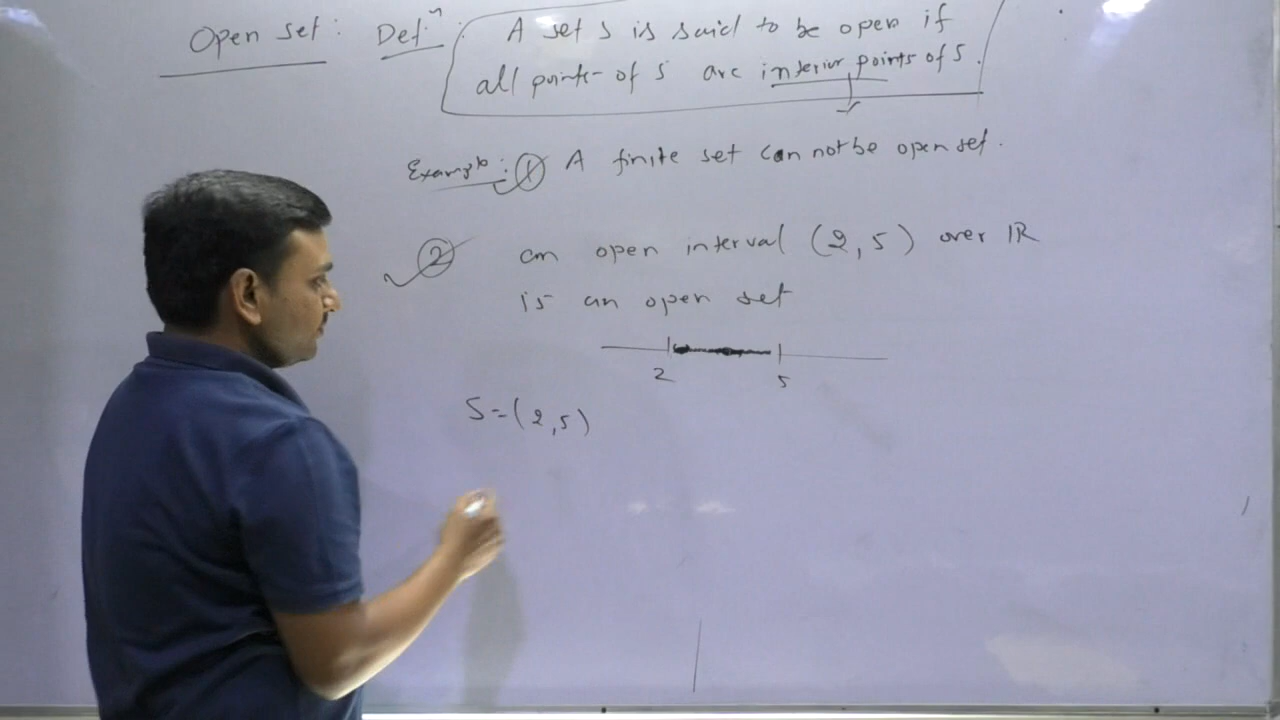 Open set: Defⁿ: A set S is said to be open if
all points of S are interior points of S.
Example: ① A finite set can not be open set.
② an open interval (2, 5) over IR
is an open set
2 5
S=(2,5)